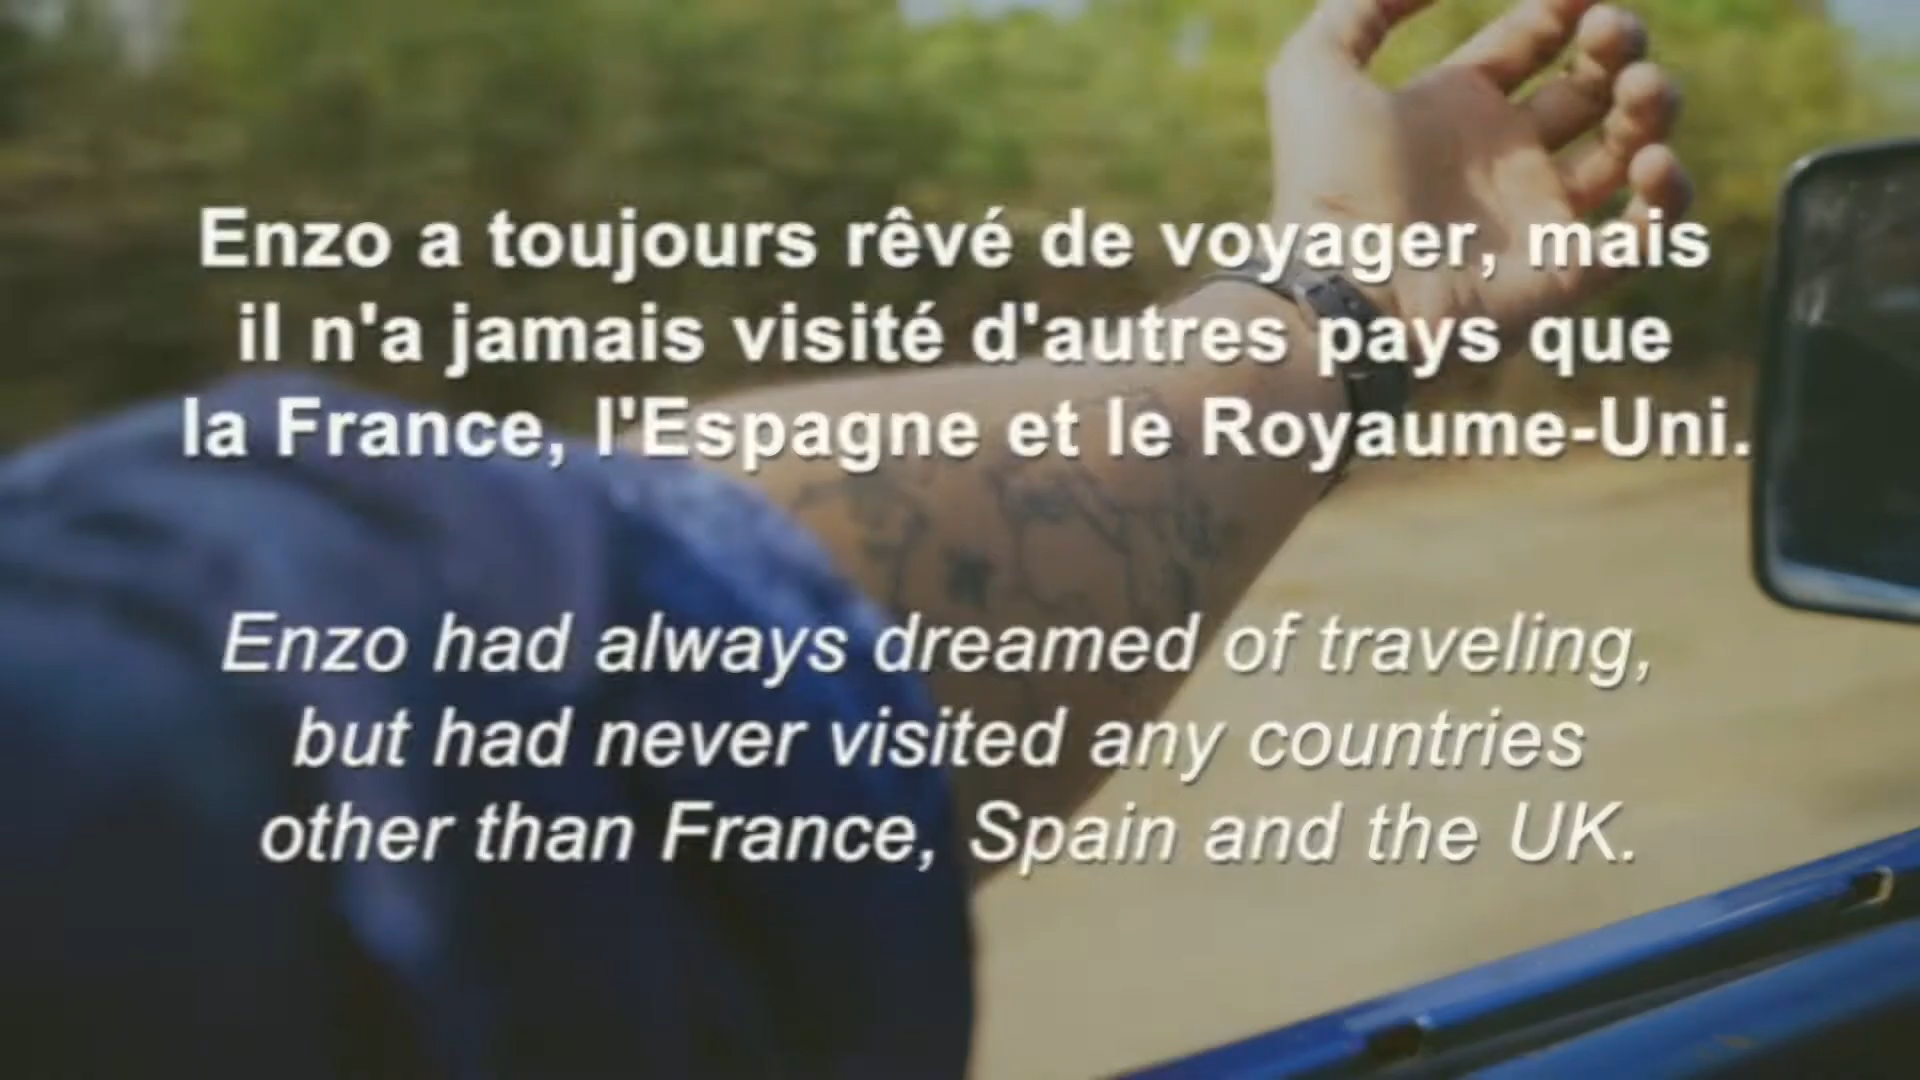 Enzo a toujours rêvé de voyager, mais
il n'a jamais visité d'autres pays que
la France, l'Espagne et le Royaume-Uni.
Enzo had always dreamed of traveling,
but had never visited any countries
other than France, Spain and the UK.